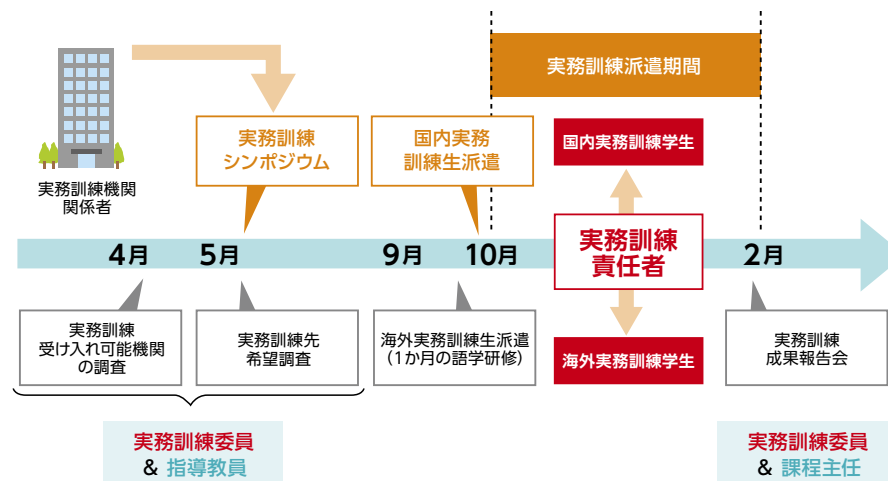 実務訓練派遣期間
実務訓練機関
関係者
実務訓練
シンポジウム
国内実務
訓練生派遣
国内実務訓練学生
4月
5月
9月
10月
実務訓練
責任者
2月
実務訓練
受け入れ可能機関
の調査
実務訓練先
希望調査
海外実務訓練生派遣
(1か月の語学研修)
海外実務訓練学生
実務訓練
成果報告会
実務訓練委員
& 指導教員
実務訓練委員
& 課程主任